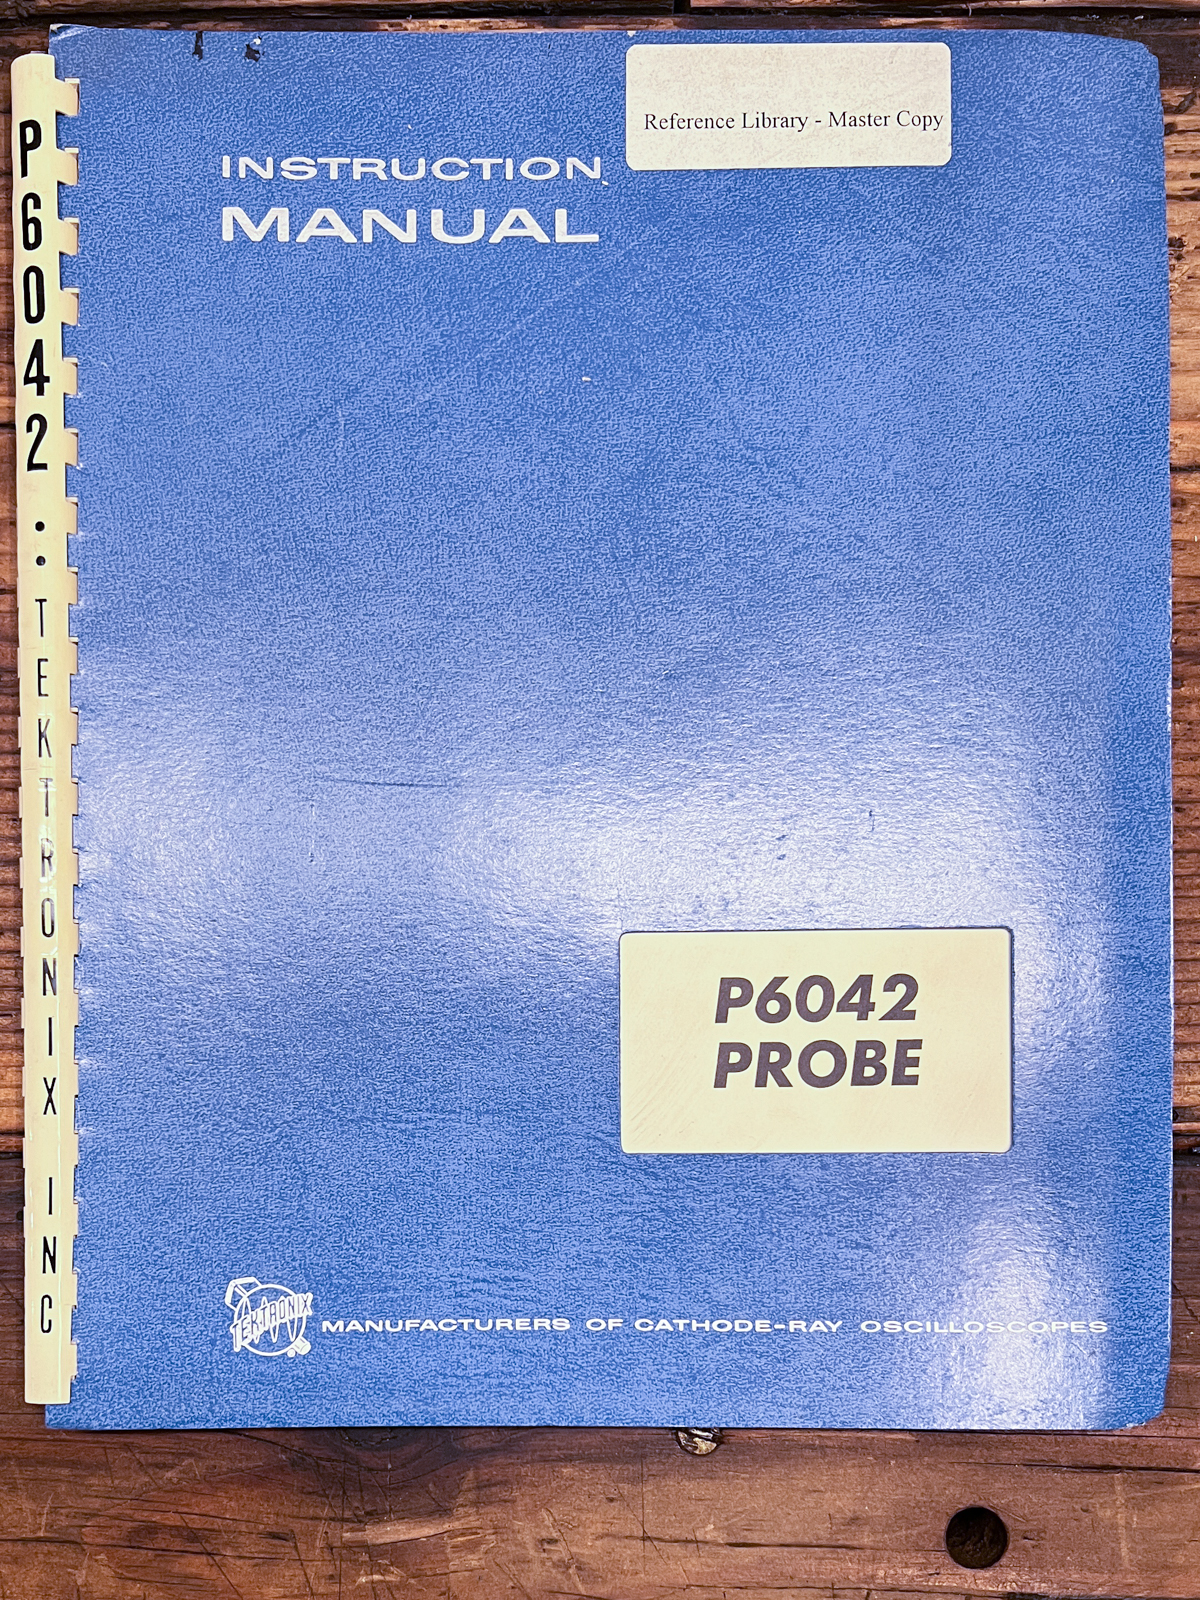 Reference Library - Master Copy
INSTRUCTION
MANUAL
P6042 : TEKTRONIX INC
P6042
PROBE
TEKTRONIX
MANUFACTURERS OF CATHODE-RAY OSCILLOSCOPES